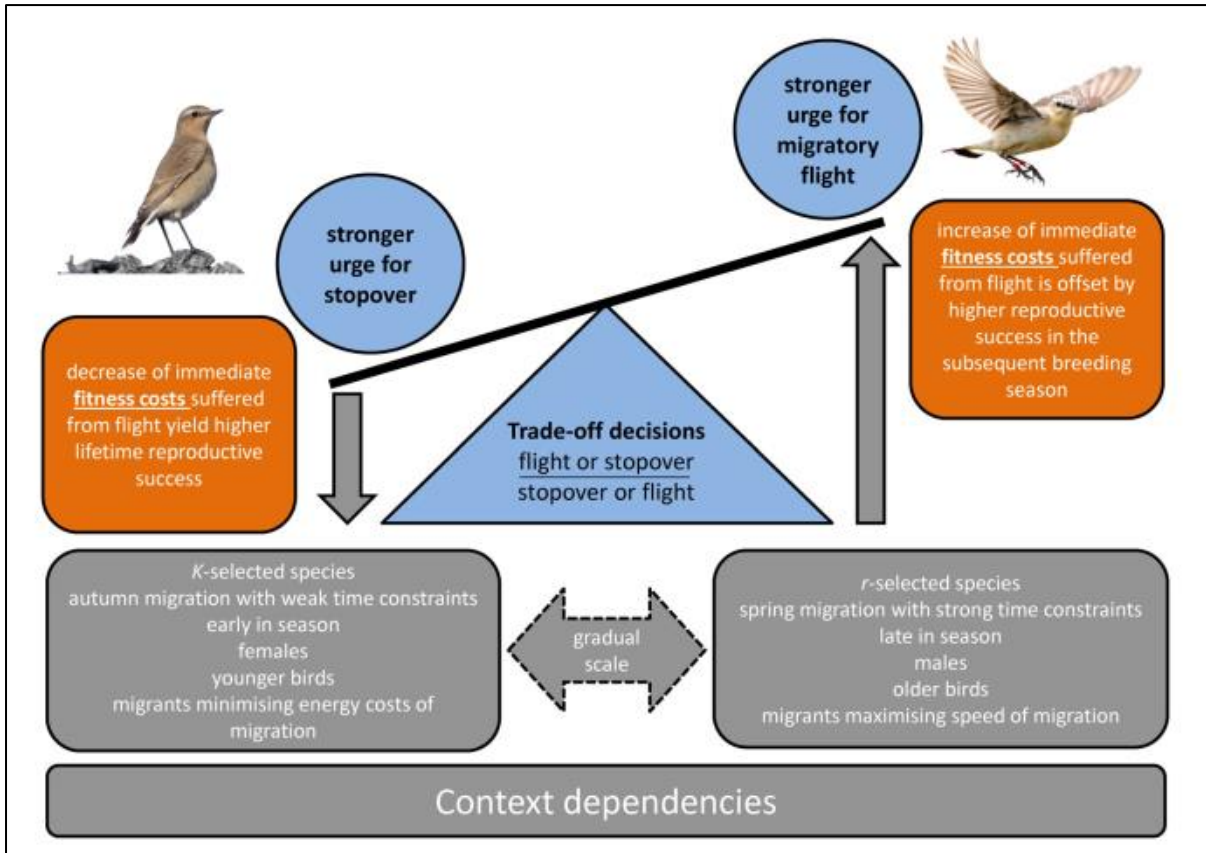 stronger
urge for
stopover
stronger
urge for
migratory
flight
decrease of immediate
fitness costs suffered
from flight yield higher
lifetime reproductive
success
increase of immediate
fitness costs suffered
from flight is offset by
higher reproductive
success in the
subsequent breeding
season
Trade-off decisions
flight or stopover
stopover or flight
K-selected species
autumn migration with weak time constraints
early in season
females
younger birds
migrants minimising energy costs of
migration
gradual
scale
r-selected species
spring migration with strong time constraints
late in season
males
older birds
migrants maximising speed of migration
Context dependencies